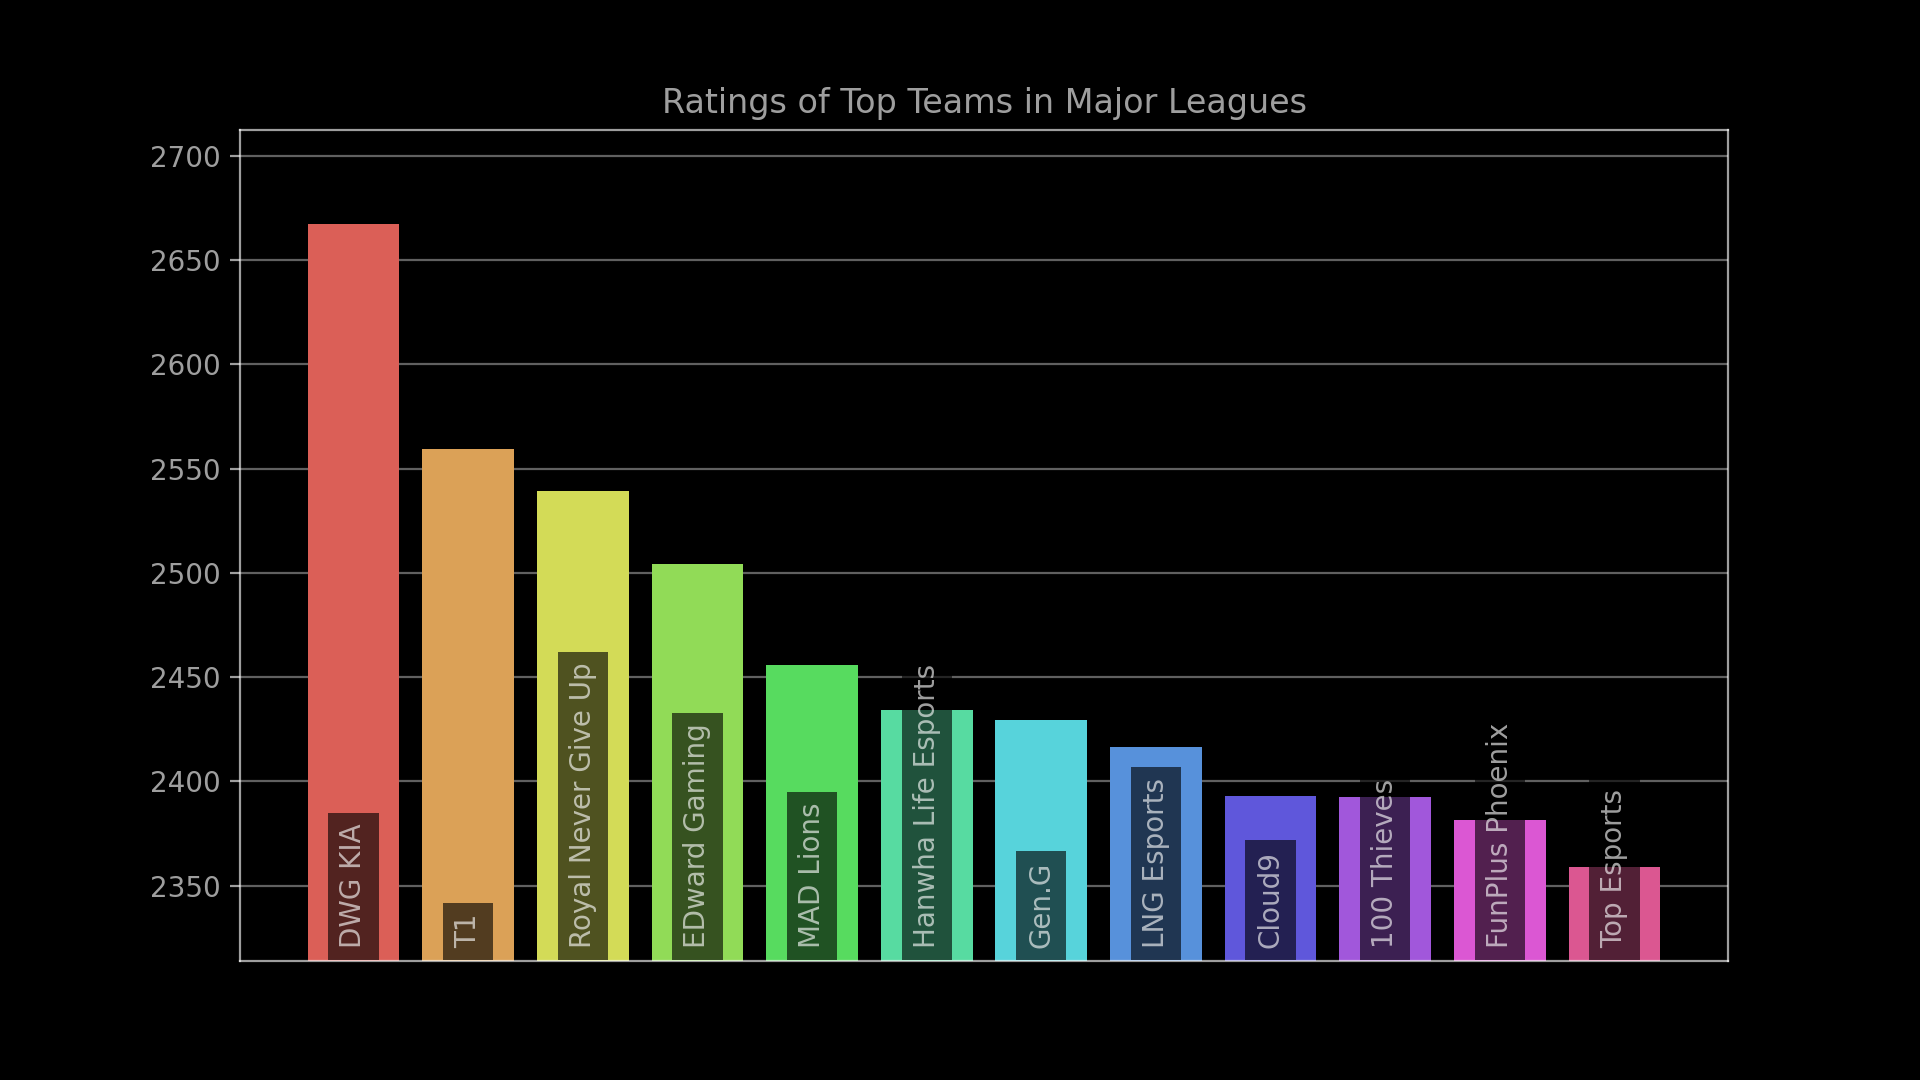 Ratings of Top Teams in Major Leagues
2700
2650
2600
2550
2500
2450
2400
2350
DWG KIA
T1
Royal Never Give Up
EDward Gaming
MAD Lions
Hanwha Life Esports
Gen.G
LNG Esports
Cloud9
100 Thieves
FunPlus Phoenix
Top Esports